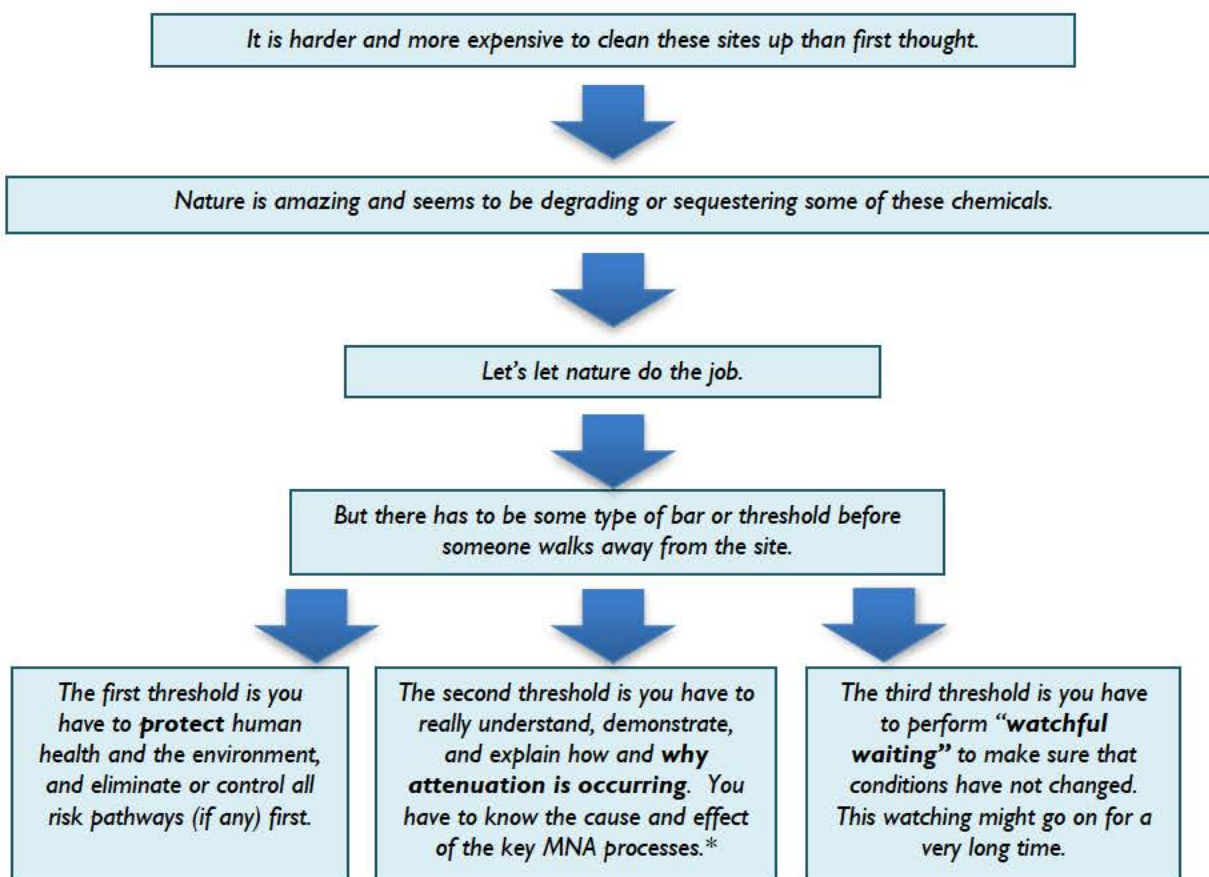 It is harder and more expensive to clean these sites up than first thought.
Nature is amazing and seems to be degrading or sequestering some of these chemicals.
Let's let nature do the job.
But there has to be some type of bar or threshold before
someone walks away from the site.
The first threshold is you
have to protect human
health and the environment,
and eliminate or control all
risk pathways (if any) first.
The second threshold is you have to
really understand, demonstrate,
and explain how and why
attenuation is occurring. You
have to know the cause and effect
of the key MNA processes.*
The third threshold is you have
to perform “watchful
waiting” to make sure that
conditions have not changed.
This watching might go on for a
very long time.